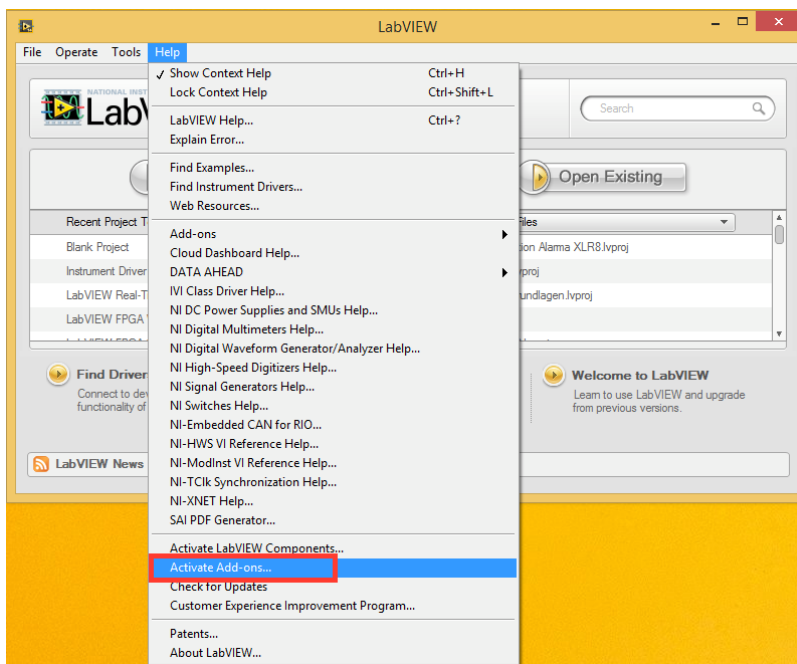 LabVIEW
File Operate Tools Help
Show Context Help Ctrl+H
Lock Context Help Ctrl+Shift+L
LabVIEW Help... Ctrl+?
Explain Error...
Find Examples...
Find Instrument Drivers...
Web Resources...
Add-ons
Cloud Dashboard Help...
DATA AHEAD
IVI Class Driver Help...
NI DC Power Supplies and SMUs Help...
NI Digital Multimeters Help...
NI Digital Waveform Generator/Analyzer Help...
NI High-Speed Digitizers Help...
NI Signal Generators Help...
NI Switches Help...
NI-Embedded CAN for RIO...
NI-HWS VI Reference Help...
NI-ModInst VI Reference Help...
NI-TClk Synchronization Help...
NI-XNET Help...
SAI PDF Generator...
Activate LabVIEW Components...
Activate Add-ons...
Check for Updates
Customer Experience Improvement Program...
Patents...
About LabVIEW...
NATIONAL INST
LabV
Search
Open Existing
Recent Project T
Files
Blank Project
ion Alarma XLR8.lvproj
Instrument Driver
vproj
LabVIEW Real-T
undlagen.lvproj
LabVIEW FPGA
Find Driver
Connect to dev
functionality of
Welcome to LabVIEW
Learn to use LabVIEW and upgrade
from previous versions.
LabVIEW News